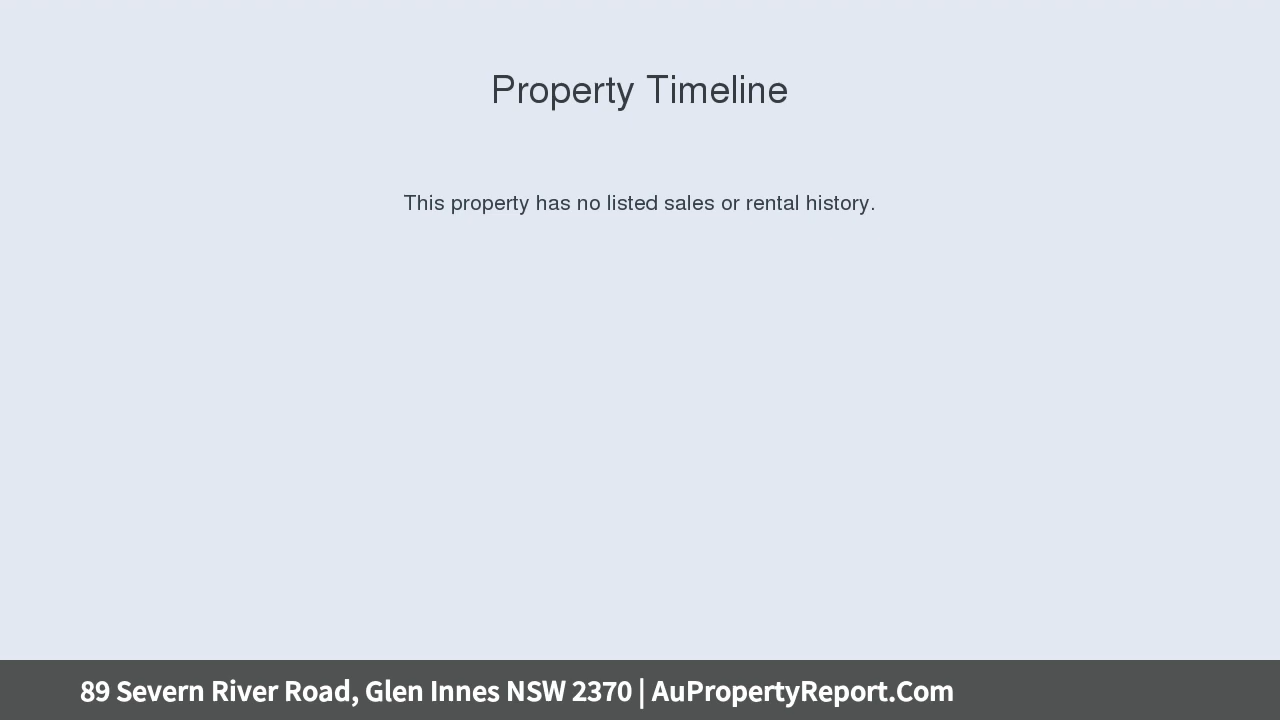 Property Timeline
This property has no listed sales or rental history.
89 Severn River Road, Glen Innes NSW 2370 | AuPropertyReport.Com